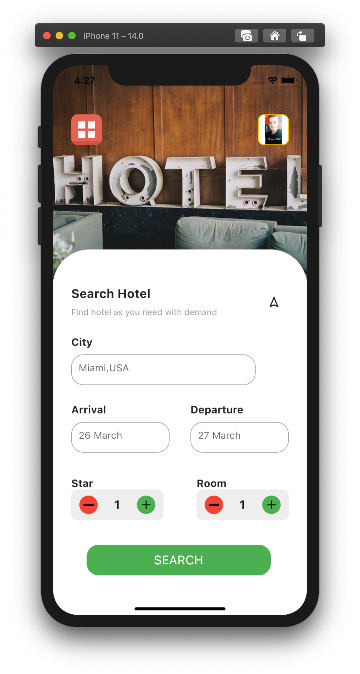 iPhone 11 – 14.0
4:27
HOTEL
Search Hotel
Find hotel as you need with demand
City
Miami,USA
Arrival Departure
26 March 27 March
Star Room
1 1
SEARCH